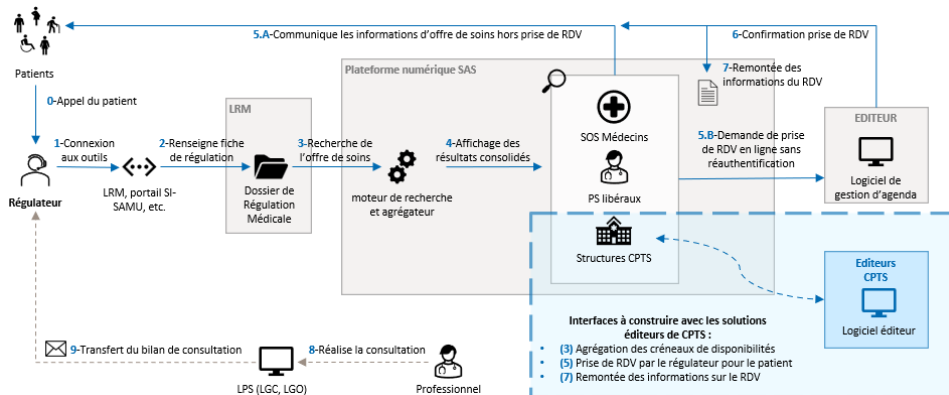 5.A-Communique les informations d'offre de soins hors prise de RDV
6-Confirmation prise de RDV
Patients
Plateforme numérique SAS
7-Remontée des
informations du RDV
0-Appel du patient
LRM
EDITEUR
SOS Médecins
1-Connexion
aux outils
2-Renseigne fiche
de régulation
3-Recherche de
l'offre de soins
4-Affichage des
résultats consolidés
5.B-Demande de prise
de RDV en ligne sans
réauthentification
PS libéraux
Logiciel de
gestion d'agenda
Régulateur
LRM, portail SI-
SAMU, etc.
Dossier de
Régulation
Médicale
moteur de recherche
et agrégateur
Structures CPTS
Editeurs
CPTS
Logiciel éditeur
Interfaces à construire avec les solutions
éditeurs de CPTS :
• (3) Agrégation des créneaux de disponibilités
• (5) Prise de RDV par le régulateur pour le patient
• (7) Remontée des informations sur le RDV
9-Transfert du bilan de consultation
8-Réalise la consultation
LPS (LGC, LGO)
Professionnel